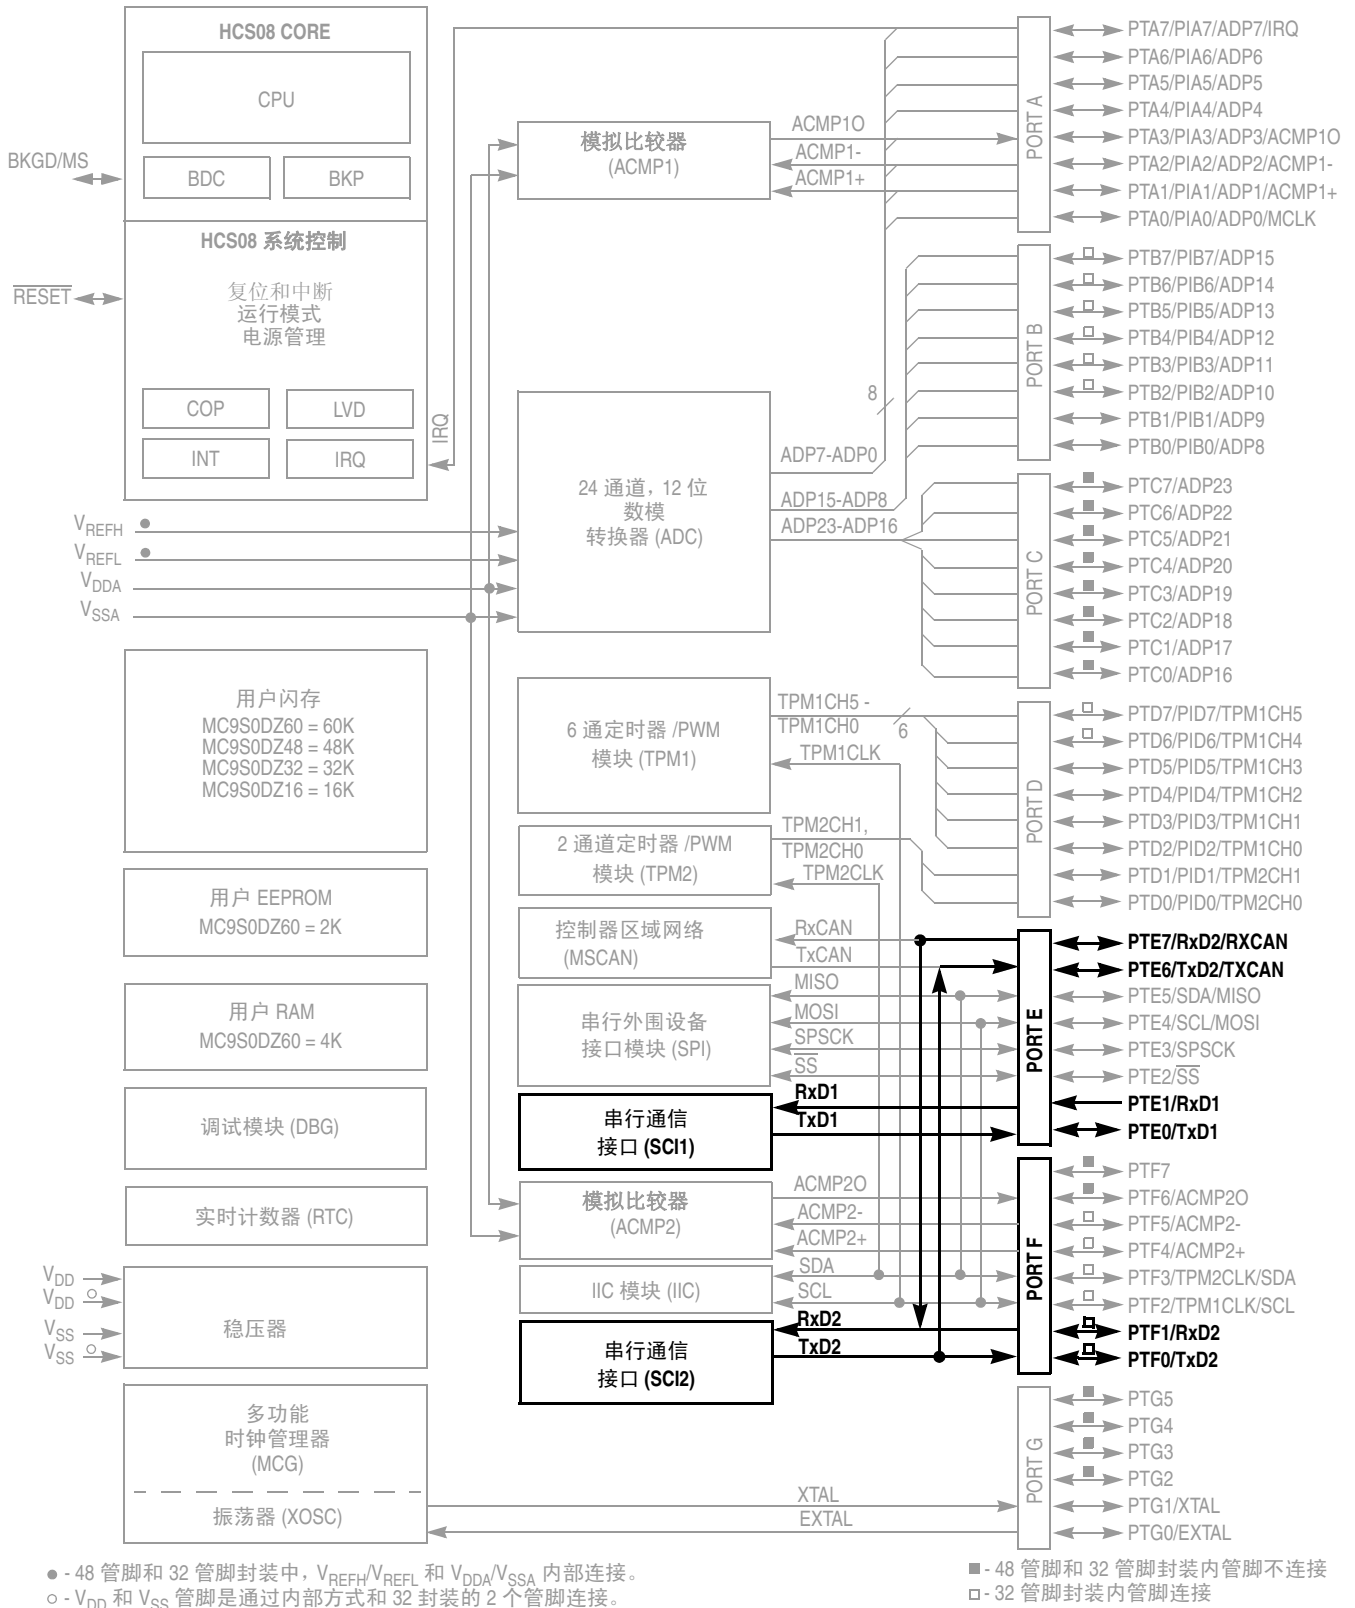 HCS08 CORE
CPU
BDC
BKP
BKGD/MS
HCS08 系统控制
复位和中断
运行模式
电源管理
RESET
COP
LVD
INT
IRQ
IRQ
VREFH
VREFL
VDDA
VSSA
用户闪存
MC9S0DZ60 = 60K
MC9S0DZ48 = 48K
MC9S0DZ32 = 32K
MC9S0DZ16 = 16K
用户 EEPROM
MC9S0DZ60 = 2K
用户 RAM
MC9S0DZ60 = 4K
调试模块 (DBG)
实时计数器 (RTC)
VDD
VDD
VSS
VSS
稳压器
多功能
时钟管理器
(MCG)
振荡器 (XOSC)
模拟比较器
(ACMP1)
ACMP1O
ACMP1-
ACMP1+
24 通道，12 位
数模
转换器 (ADC)
8
ADP7-ADP0
ADP15-ADP8
ADP23-ADP16
6 通定时器 /PWM
模块 (TPM1)
TPM1CH5 -
TPM1CH0
6
TPM1CLK
2 通道定时器 /PWM
模块 (TPM2)
TPM2CH1,
TPM2CH0
TPM2CLK
控制器区域网络
(MSCAN)
RxCAN
TxCAN
串行外围设备
接口模块 (SPI)
MISO
MOSI
SPSCK
SS
串行通信
接口 (SCI1)
RxD1
TxD1
模拟比较器
(ACMP2)
ACMP2O
ACMP2-
ACMP2+
IIC 模块 (IIC)
SDA
SCL
串行通信
接口 (SCI2)
RxD2
TxD2
XTAL
EXTAL
PORT A
PTA7/PIA7/ADP7/IRQ
PTA6/PIA6/ADP6
PTA5/PIA5/ADP5
PTA4/PIA4/ADP4
PTA3/PIA3/ADP3/ACMP1O
PTA2/PIA2/ADP2/ACMP1-
PTA1/PIA1/ADP1/ACMP1+
PTA0/PIA0/ADP0/MCLK
PORT B
PTB7/PIB7/ADP15
PTB6/PIB6/ADP14
PTB5/PIB5/ADP13
PTB4/PIB4/ADP12
PTB3/PIB3/ADP11
PTB2/PIB2/ADP10
PTB1/PIB1/ADP9
PTB0/PIB0/ADP8
PORT C
PTC7/ADP23
PTC6/ADP22
PTC5/ADP21
PTC4/ADP20
PTC3/ADP19
PTC2/ADP18
PTC1/ADP17
PTC0/ADP16
PORT D
PTD7/PID7/TPM1CH5
PTD6/PID6/TPM1CH4
PTD5/PID5/TPM1CH3
PTD4/PID4/TPM1CH2
PTD3/PID3/TPM1CH1
PTD2/PID2/TPM1CH0
PTD1/PID1/TPM2CH1
PTD0/PID0/TPM2CH0
PORT E
PTE7/RxD2/RXCAN
PTE6/TxD2/TXCAN
PTE5/SDA/MISO
PTE4/SCL/MOSI
PTE3/SPSCK
PTE2/SS
PTE1/RxD1
PTE0/TxD1
PORT F
PTF7
PTF6/ACMP2O
PTF5/ACMP2-
PTF4/ACMP2+
PTF3/TPM2CLK/SDA
PTF2/TPM1CLK/SCL
PTF1/RxD2
PTF0/TxD2
PORT G
PTG5
PTG4
PTG3
PTG2
PTG1/XTAL
PTG0/EXTAL
● - 48 管脚和 32 管脚封装中，VREFH/VREFL 和 VDDA/VSSA 内部连接。
○ - VDD 和 VSS 管脚是通过内部方式和 32 封装的 2 个管脚连接。
■ - 48 管脚和 32 管脚封装内管脚不连接
□ - 32 管脚封装内管脚连接